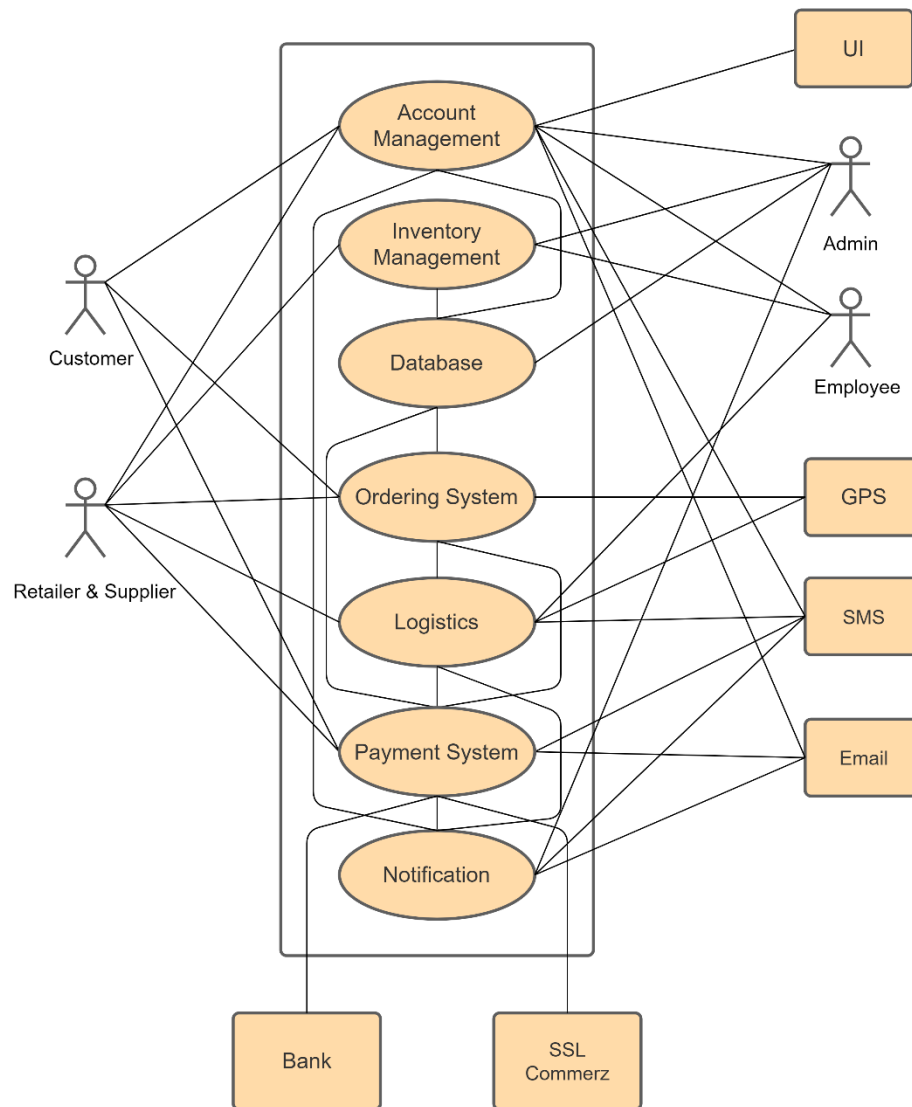 UI
Account
Management
Admin
Inventory
Management
Customer
Database
Employee
Ordering System
GPS
Retailer & Supplier
Logistics
SMS
Payment System
Email
Notification
Bank
SSL
Commerz